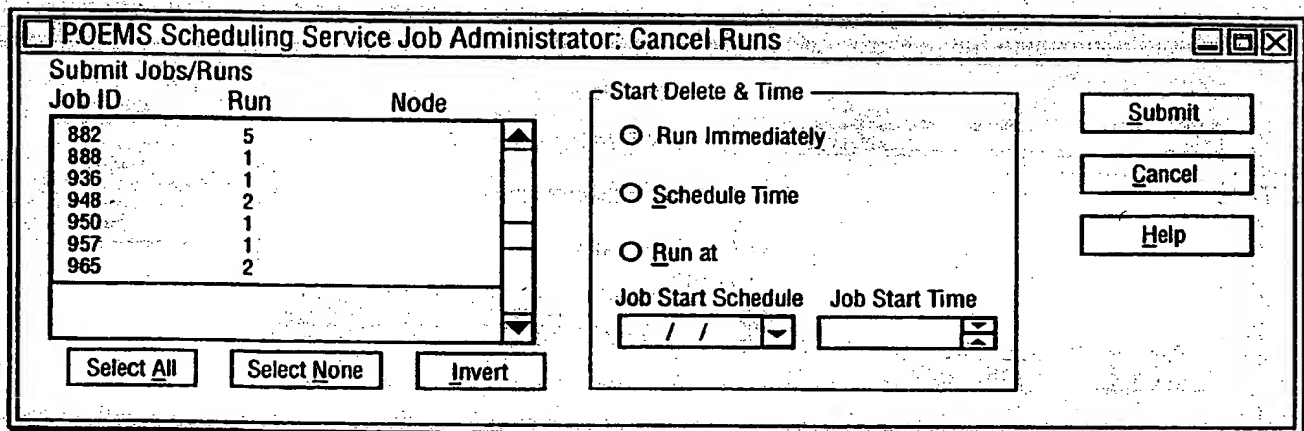 POEMS Scheduling Service Job Administrator: Cancel Runs
Submit Jobs/Runs
Job ID Run Node
882 5
888 1
936 1
948 2
950 1
957 1
965 2
Select All Select None Invert
Start Delete & Time
Run Immediately
Schedule Time
Run at
Job Start Schedule Job Start Time
/ /
Submit
Cancel
Help